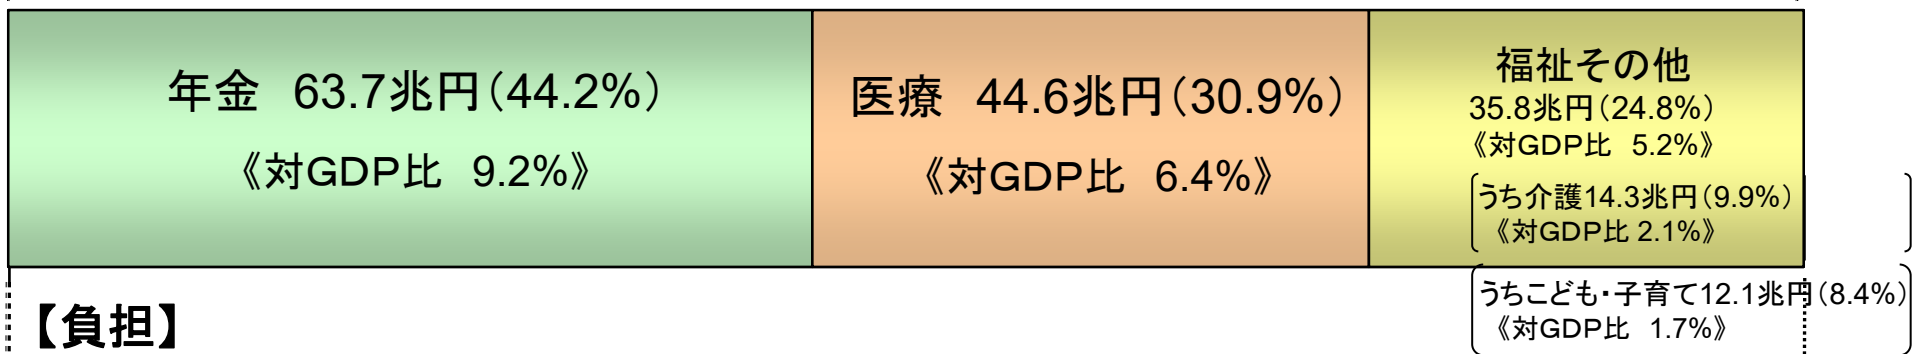 年金　63.7兆円（44.2％）
《対GDP比　9.2%》
医療　44.6兆円（30.9％）
《対GDP比　6.4%》
福祉その他
35.8兆円（24.8％）
《対GDP比　5.2%》
うち介護14.3兆円（9.9％）
《対GDP比 2.1%》
うちこども・子育て12.1兆円（8.4％）
《対GDP比　1.7%》
【負担】